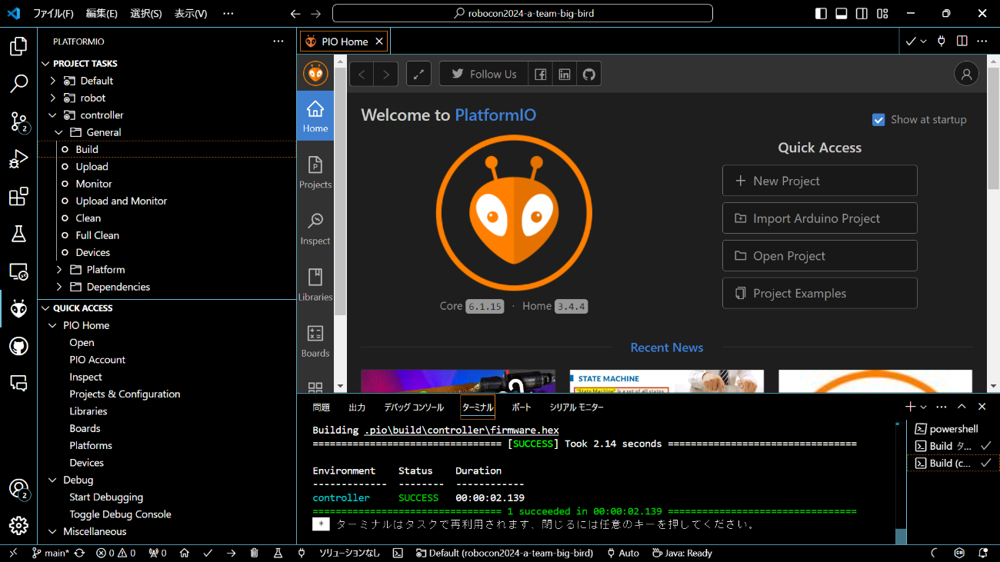 ファイル(F) 編集(E) 選択(S) 表示(V) ··· robocon2024-a-team-big-bird
PLATFORMIO
PROJECT TASKS
Default
robot
controller
General
Build
Upload
Monitor
Upload and Monitor
Clean
Full Clean
Devices
Platform
Dependencies
QUICK ACCESS
PIO Home
Open
PIO Account
Inspect
Projects & Configuration
Libraries
Boards
Platforms
Devices
Debug
Start Debugging
Toggle Debug Console
Miscellaneous
2
2
PIO Home
Home
Projects
Inspect
Libraries
Boards
Follow Us
Welcome to PlatformIO
Show at startup
Core 6.1.15 · Home 3.4.4
Quick Access
New Project
Import Arduino Project
Open Project
Project Examples
Recent News
STATE MACHINE
"State Machine" is a set of all states
問題 出力 デバッグ コンソール ターミナル ポート シリアル モニター
Building .pio\build\controller\firmware.hex
================================= [SUCCESS] Took 2.14 seconds =================================
Environment Status Duration
------------- -------- ------------
controller SUCCESS 00:00:02.139
================================= 1 succeeded in 00:00:02.139 =================================
* ターミナルはタスクで再利用されます、閉じるには任意のキーを押してください。
powershell
Build タ...
Build (c...
main* 0 0 0 ソリューションなし Default (robocon2024-a-team-big-bird) Auto Java: Ready